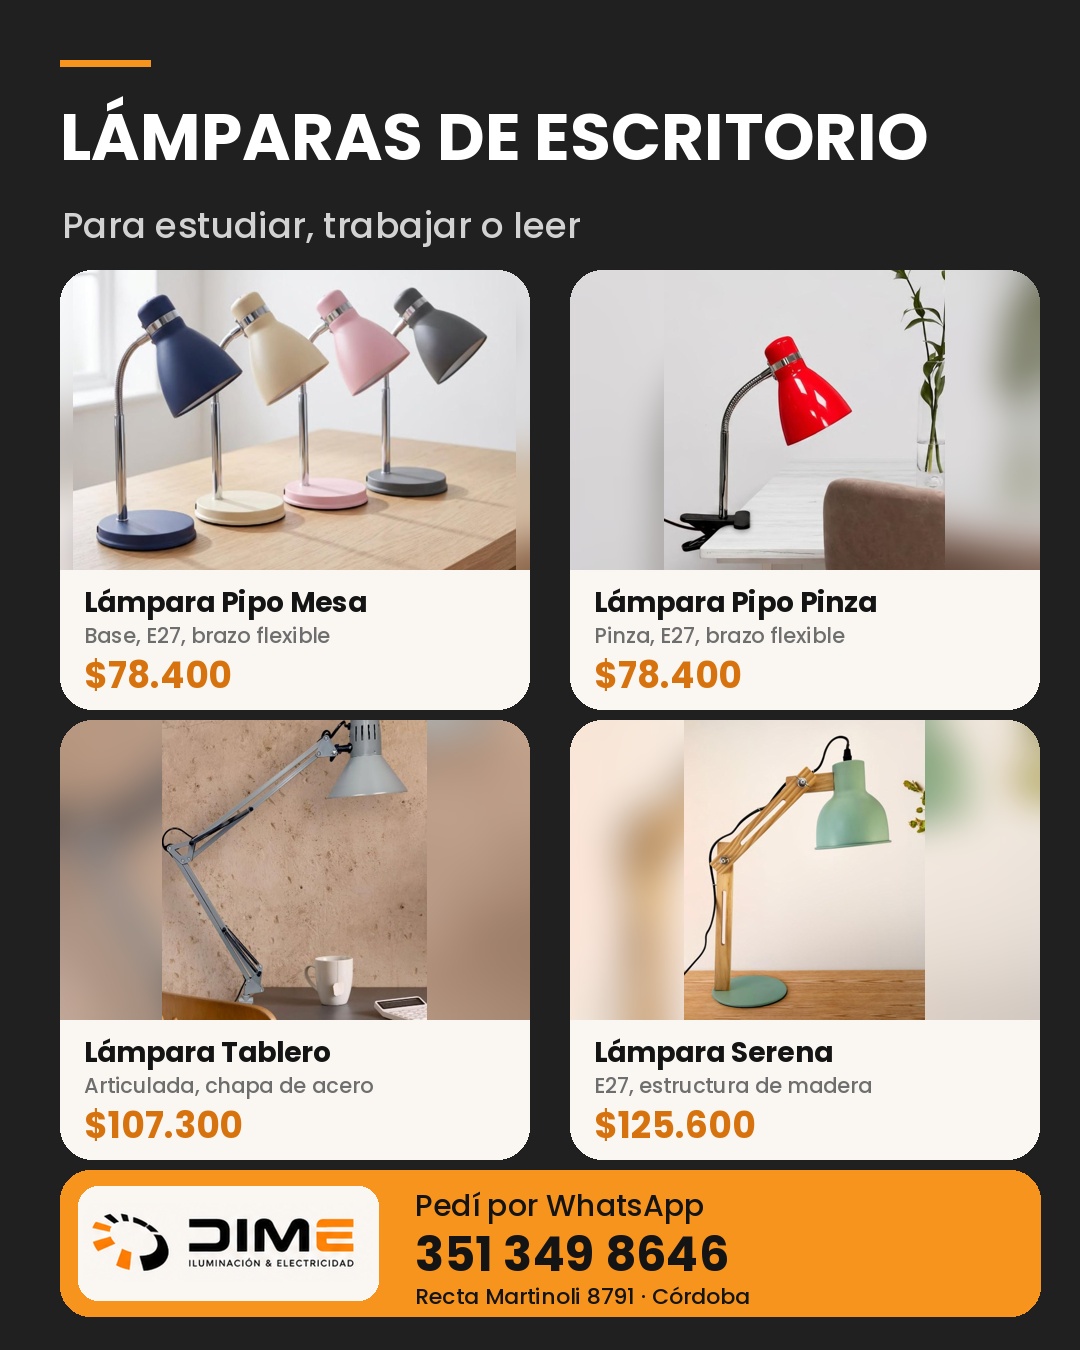 LÁMPARAS DE ESCRITORIO
Para estudiar, trabajar o leer
Lámpara Pipo Mesa
Base, E27, brazo flexible
$78.400
Lámpara Pipo Pinza
Pinza, E27, brazo flexible
$78.400
Lámpara Tablero
Articulada, chapa de acero
$107.300
Lámpara Serena
E27, estructura de madera
$125.600
DIME
ILUMINACIÓN & ELECTRICIDAD
Pedí por WhatsApp
351 349 8646
Recta Martinoli 8791 · Córdoba